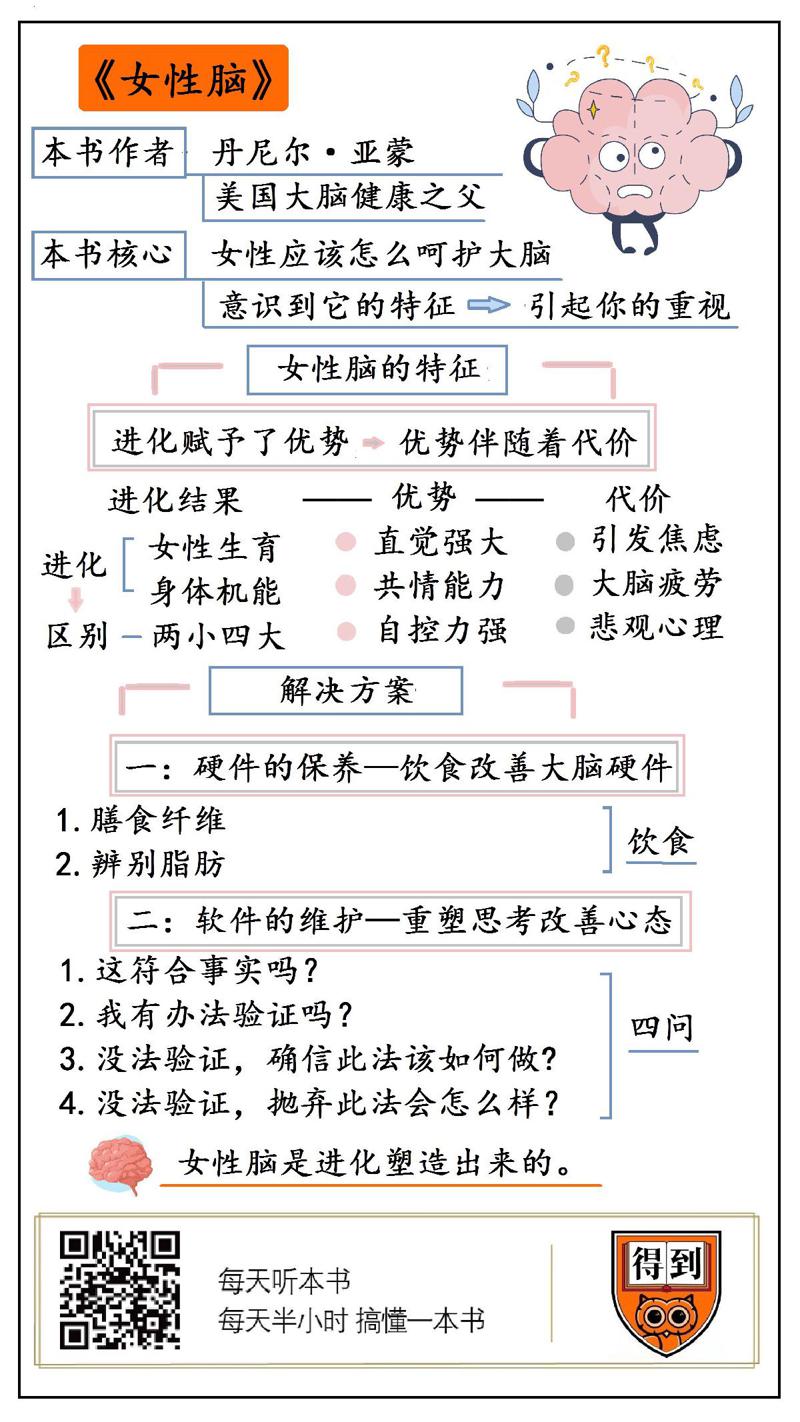 《女性脑》
本书作者 丹尼尔·亚蒙
美国大脑健康之父
本书核心 女性应该怎么呵护大脑
意识到它的特征 引起你的重视
女性脑的特征
进化赋予了优势 优势伴随着代价
进化结果 优势 代价
女性生育 直觉强大 引发焦虑
进化
身体机能 共情能力 大脑疲劳
区别 两小四大 自控力强 悲观心理
解决方案
一：硬件的保养—饮食改善大脑硬件
1.膳食纤维
饮食
2.辨别脂肪
二：软件的维护—重塑思考改善心态
1.这符合事实吗？
2.我有办法验证吗？
四问
3.没法验证，确信此法该如何做？
4.没法验证，抛弃此法会怎么样？
女性脑是进化塑造出来的。
每天听本书
每天半小时 搞懂一本书
得到